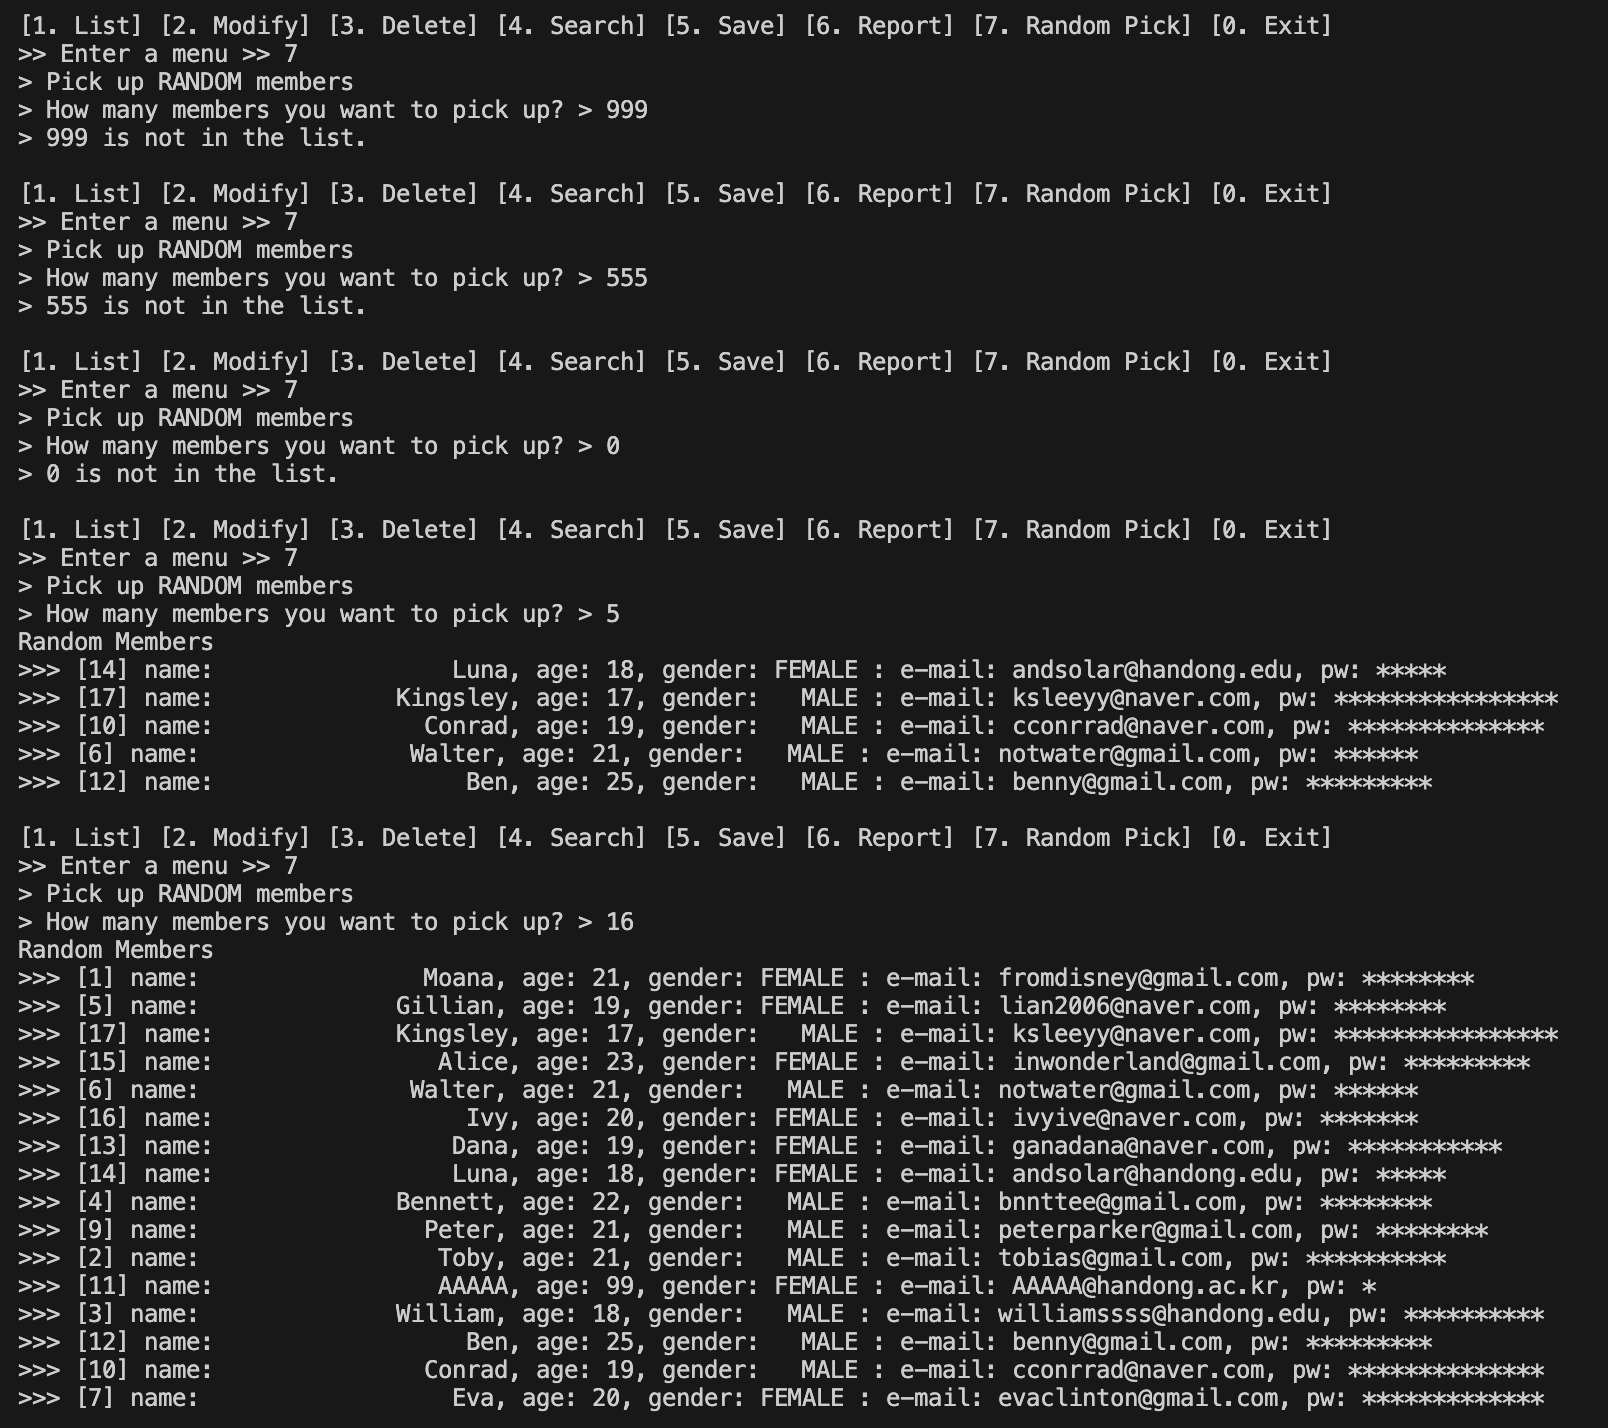 [1. List] [2. Modify] [3. Delete] [4. Search] [5. Save] [6. Report] [7. Random Pick] [0. Exit]
>> Enter a menu >> 7
> Pick up RANDOM members
> How many members you want to pick up? > 999
> 999 is not in the list.

[1. List] [2. Modify] [3. Delete] [4. Search] [5. Save] [6. Report] [7. Random Pick] [0. Exit]
>> Enter a menu >> 7
> Pick up RANDOM members
> How many members you want to pick up? > 555
> 555 is not in the list.

[1. List] [2. Modify] [3. Delete] [4. Search] [5. Save] [6. Report] [7. Random Pick] [0. Exit]
>> Enter a menu >> 7
> Pick up RANDOM members
> How many members you want to pick up? > 0
> 0 is not in the list.

[1. List] [2. Modify] [3. Delete] [4. Search] [5. Save] [6. Report] [7. Random Pick] [0. Exit]
>> Enter a menu >> 7
> Pick up RANDOM members
> How many members you want to pick up? > 5
Random Members
>>> [14] name:                 Luna, age: 18, gender: FEMALE : e-mail: andsolar@handong.edu, pw: *****
>>> [17] name:             Kingsley, age: 17, gender:   MALE : e-mail: ksleeyy@naver.com, pw: ****************
>>> [10] name:               Conrad, age: 19, gender:   MALE : e-mail: cconrrad@naver.com, pw: **************
>>> [6] name:               Walter, age: 21, gender:   MALE : e-mail: notwater@gmail.com, pw: ******
>>> [12] name:                  Ben, age: 25, gender:   MALE : e-mail: benny@gmail.com, pw: *********

[1. List] [2. Modify] [3. Delete] [4. Search] [5. Save] [6. Report] [7. Random Pick] [0. Exit]
>> Enter a menu >> 7
> Pick up RANDOM members
> How many members you want to pick up? > 16
Random Members
>>> [1] name:                Moana, age: 21, gender: FEMALE : e-mail: fromdisney@gmail.com, pw: ********
>>> [5] name:              Gillian, age: 19, gender: FEMALE : e-mail: lian2006@naver.com, pw: ********
>>> [17] name:             Kingsley, age: 17, gender:   MALE : e-mail: ksleeyy@naver.com, pw: ****************
>>> [15] name:                Alice, age: 23, gender: FEMALE : e-mail: inwonderland@gmail.com, pw: *********
>>> [6] name:               Walter, age: 21, gender:   MALE : e-mail: notwater@gmail.com, pw: ******
>>> [16] name:                  Ivy, age: 20, gender: FEMALE : e-mail: ivyive@naver.com, pw: *******
>>> [13] name:                 Dana, age: 19, gender: FEMALE : e-mail: ganadana@naver.com, pw: ***********
>>> [14] name:                 Luna, age: 18, gender: FEMALE : e-mail: andsolar@handong.edu, pw: *****
>>> [4] name:              Bennett, age: 22, gender:   MALE : e-mail: bnnttee@gmail.com, pw: ********
>>> [9] name:                Peter, age: 21, gender:   MALE : e-mail: peterparker@gmail.com, pw: ********
>>> [2] name:                 Toby, age: 21, gender:   MALE : e-mail: tobias@gmail.com, pw: **********
>>> [11] name:                AAAAA, age: 99, gender: FEMALE : e-mail: AAAAA@handong.ac.kr, pw: *
>>> [3] name:              William, age: 18, gender:   MALE : e-mail: williamssss@handong.edu, pw: **********
>>> [12] name:                  Ben, age: 25, gender:   MALE : e-mail: benny@gmail.com, pw: *********
>>> [10] name:               Conrad, age: 19, gender:   MALE : e-mail: cconrrad@naver.com, pw: **************
>>> [7] name:                  Eva, age: 20, gender: FEMALE : e-mail: evaclinton@gmail.com, pw: *************